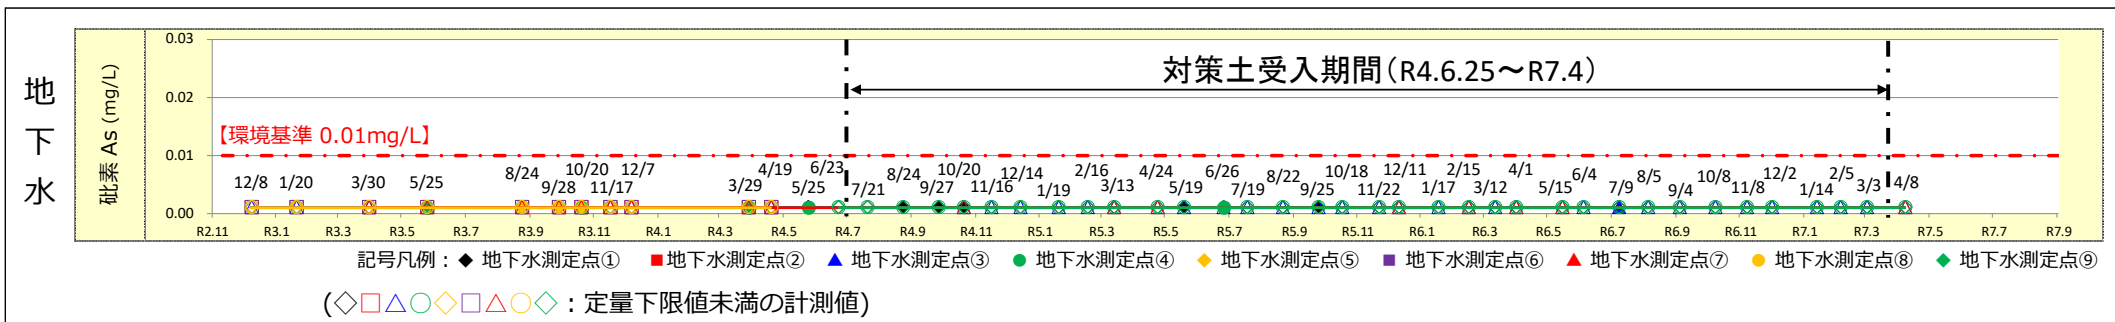 地下水
砒素 As (mg/L)
0.03
0.02
0.01
0.00
対策土受入期間(R4.6.25～R7.4)
【環境基準 0.01mg/L】
12/8 1/20 3/30 5/25 8/24 9/28 10/20 11/17 12/7 3/29 4/19 5/25 6/23 7/21 8/24 9/27 10/20 11/16 12/14 1/19 2/16 3/13 4/24 5/19 6/26 7/19 8/22 9/25 10/18 11/22 12/11 1/17 2/15 3/12 4/1 5/15 6/4 7/9 8/5 9/4 10/8 11/8 12/2 1/14 2/5 3/3 4/8
R2.11 R3.1 R3.3 R3.5 R3.7 R3.9 R3.11 R4.1 R4.3 R4.5 R4.7 R4.9 R4.11 R5.1 R5.3 R5.5 R5.7 R5.9 R5.11 R6.1 R6.3 R6.5 R6.7 R6.9 R6.11 R7.1 R7.3 R7.5 R7.7 R7.9
記号凡例：◆ 地下水測定点① ■地下水測定点② ▲ 地下水測定点③ ● 地下水測定点④ ◆ 地下水測定点⑤ ■ 地下水測定点⑥ ▲ 地下水測定点⑦ ● 地下水測定点⑧ ◆ 地下水測定点⑨
(◇□△○◇□△○◇：定量下限値未満の計測値)